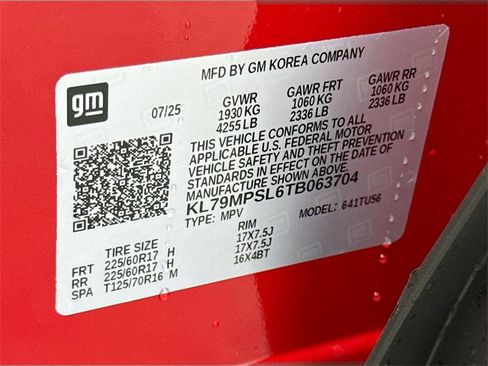 gm
MFD BY GM KOREA COMPANY
07/25 GVWR GAWR FRT GAWR RR
1930 KG 1060 KG 1060 KG
4255 LB 2336 LB 2336 LB
THIS VEHICLE CONFORMS TO ALL
APPLICABLE U.S. FEDERAL MOTOR
VEHICLE SAFETY AND THEFT PREVENTION
STANDARDS IN EFFECT ON THE DATE OF
MANUFACTURE SHOWN ABOVE.
KL79MPSL6TB063704
TYPE: MPV MODEL: 641TU56
TIRE SIZE RIM
FRT 225/60R17 H 17X7.5J
RR 225/60R17 H 17X7.5J
SPA T125/70R16 M 16X4BT